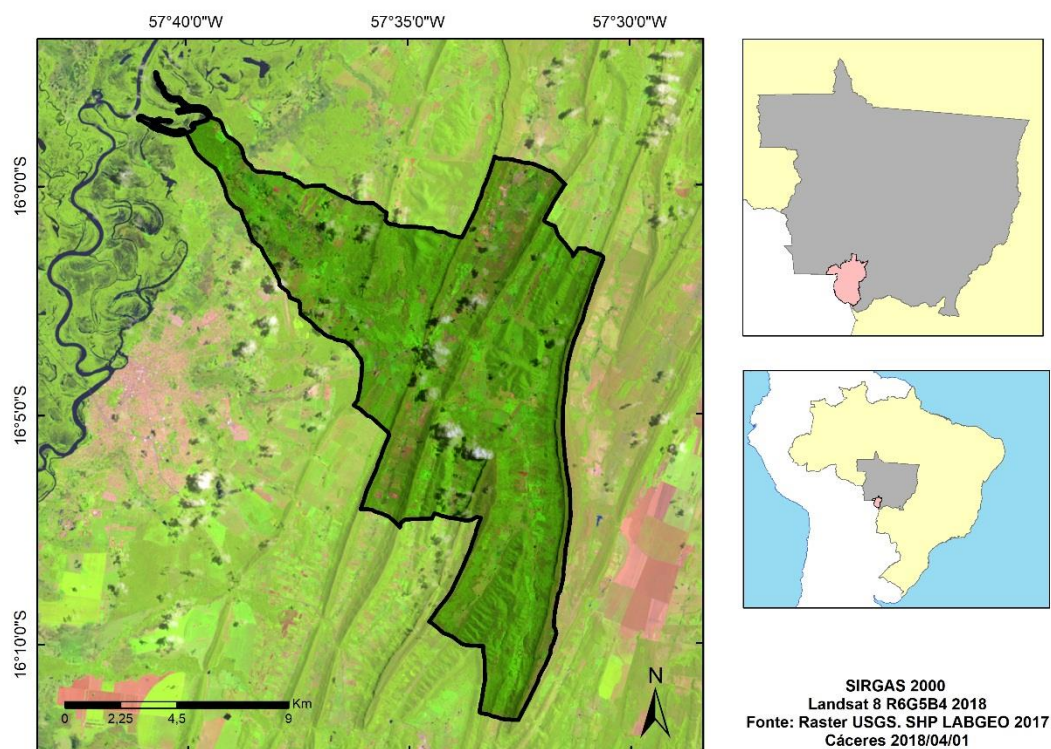 57°40'0"W 57°35'0"W 57°30'0"W
16°0'0"S
16°5'0"S
16°10'0"S
N
Km
0 2,25 4,5 9
SIRGAS 2000
Landsat 8 R6G5B4 2018
Fonte: Raster USGS. SHP LABGEO 2017
Cáceres 2018/04/01